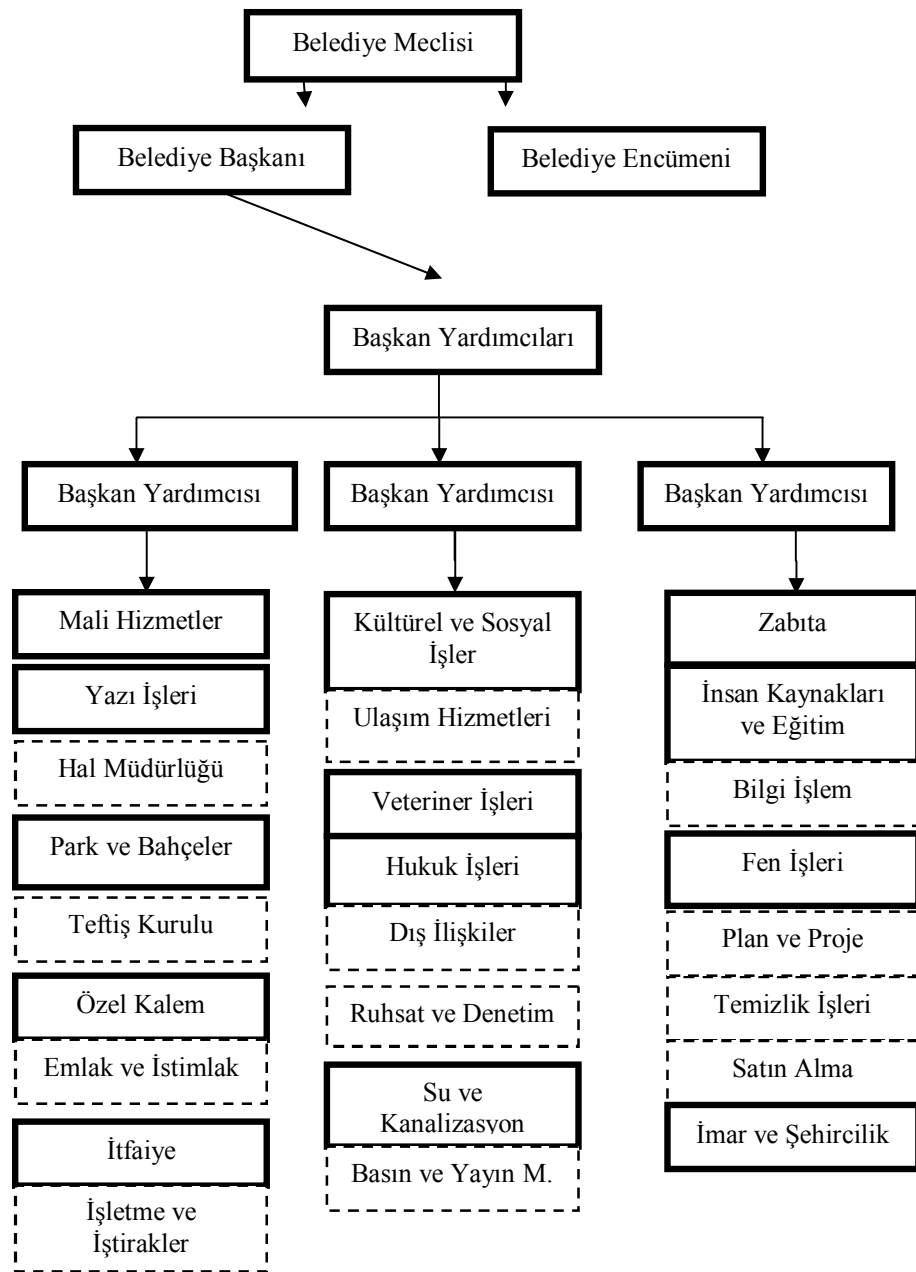 Belediye Meclisi
Belediye Başkanı
Belediye Encümeni
Başkan Yardımcıları
Başkan Yardımcısı
Başkan Yardımcısı
Başkan Yardımcısı
Mali Hizmetler
Yazı İşleri
Hal Müdürlüğü
Park ve Bahçeler
Teftiş Kurulu
Özel Kalem
Emlak ve İstimlak
İtfaiye
İşletme ve
İştirakler
Kültürel ve Sosyal
İşler
Ulaşım Hizmetleri
Veteriner İşleri
Hukuk İşleri
Dış İlişkiler
Ruhsat ve Denetim
Su ve
Kanalizasyon
Basın ve Yayın M.
Zabıta
İnsan Kaynakları
ve Eğitim
Bilgi İşlem
Fen İşleri
Plan ve Proje
Temizlik İşleri
Satın Alma
İmar ve Şehircilik